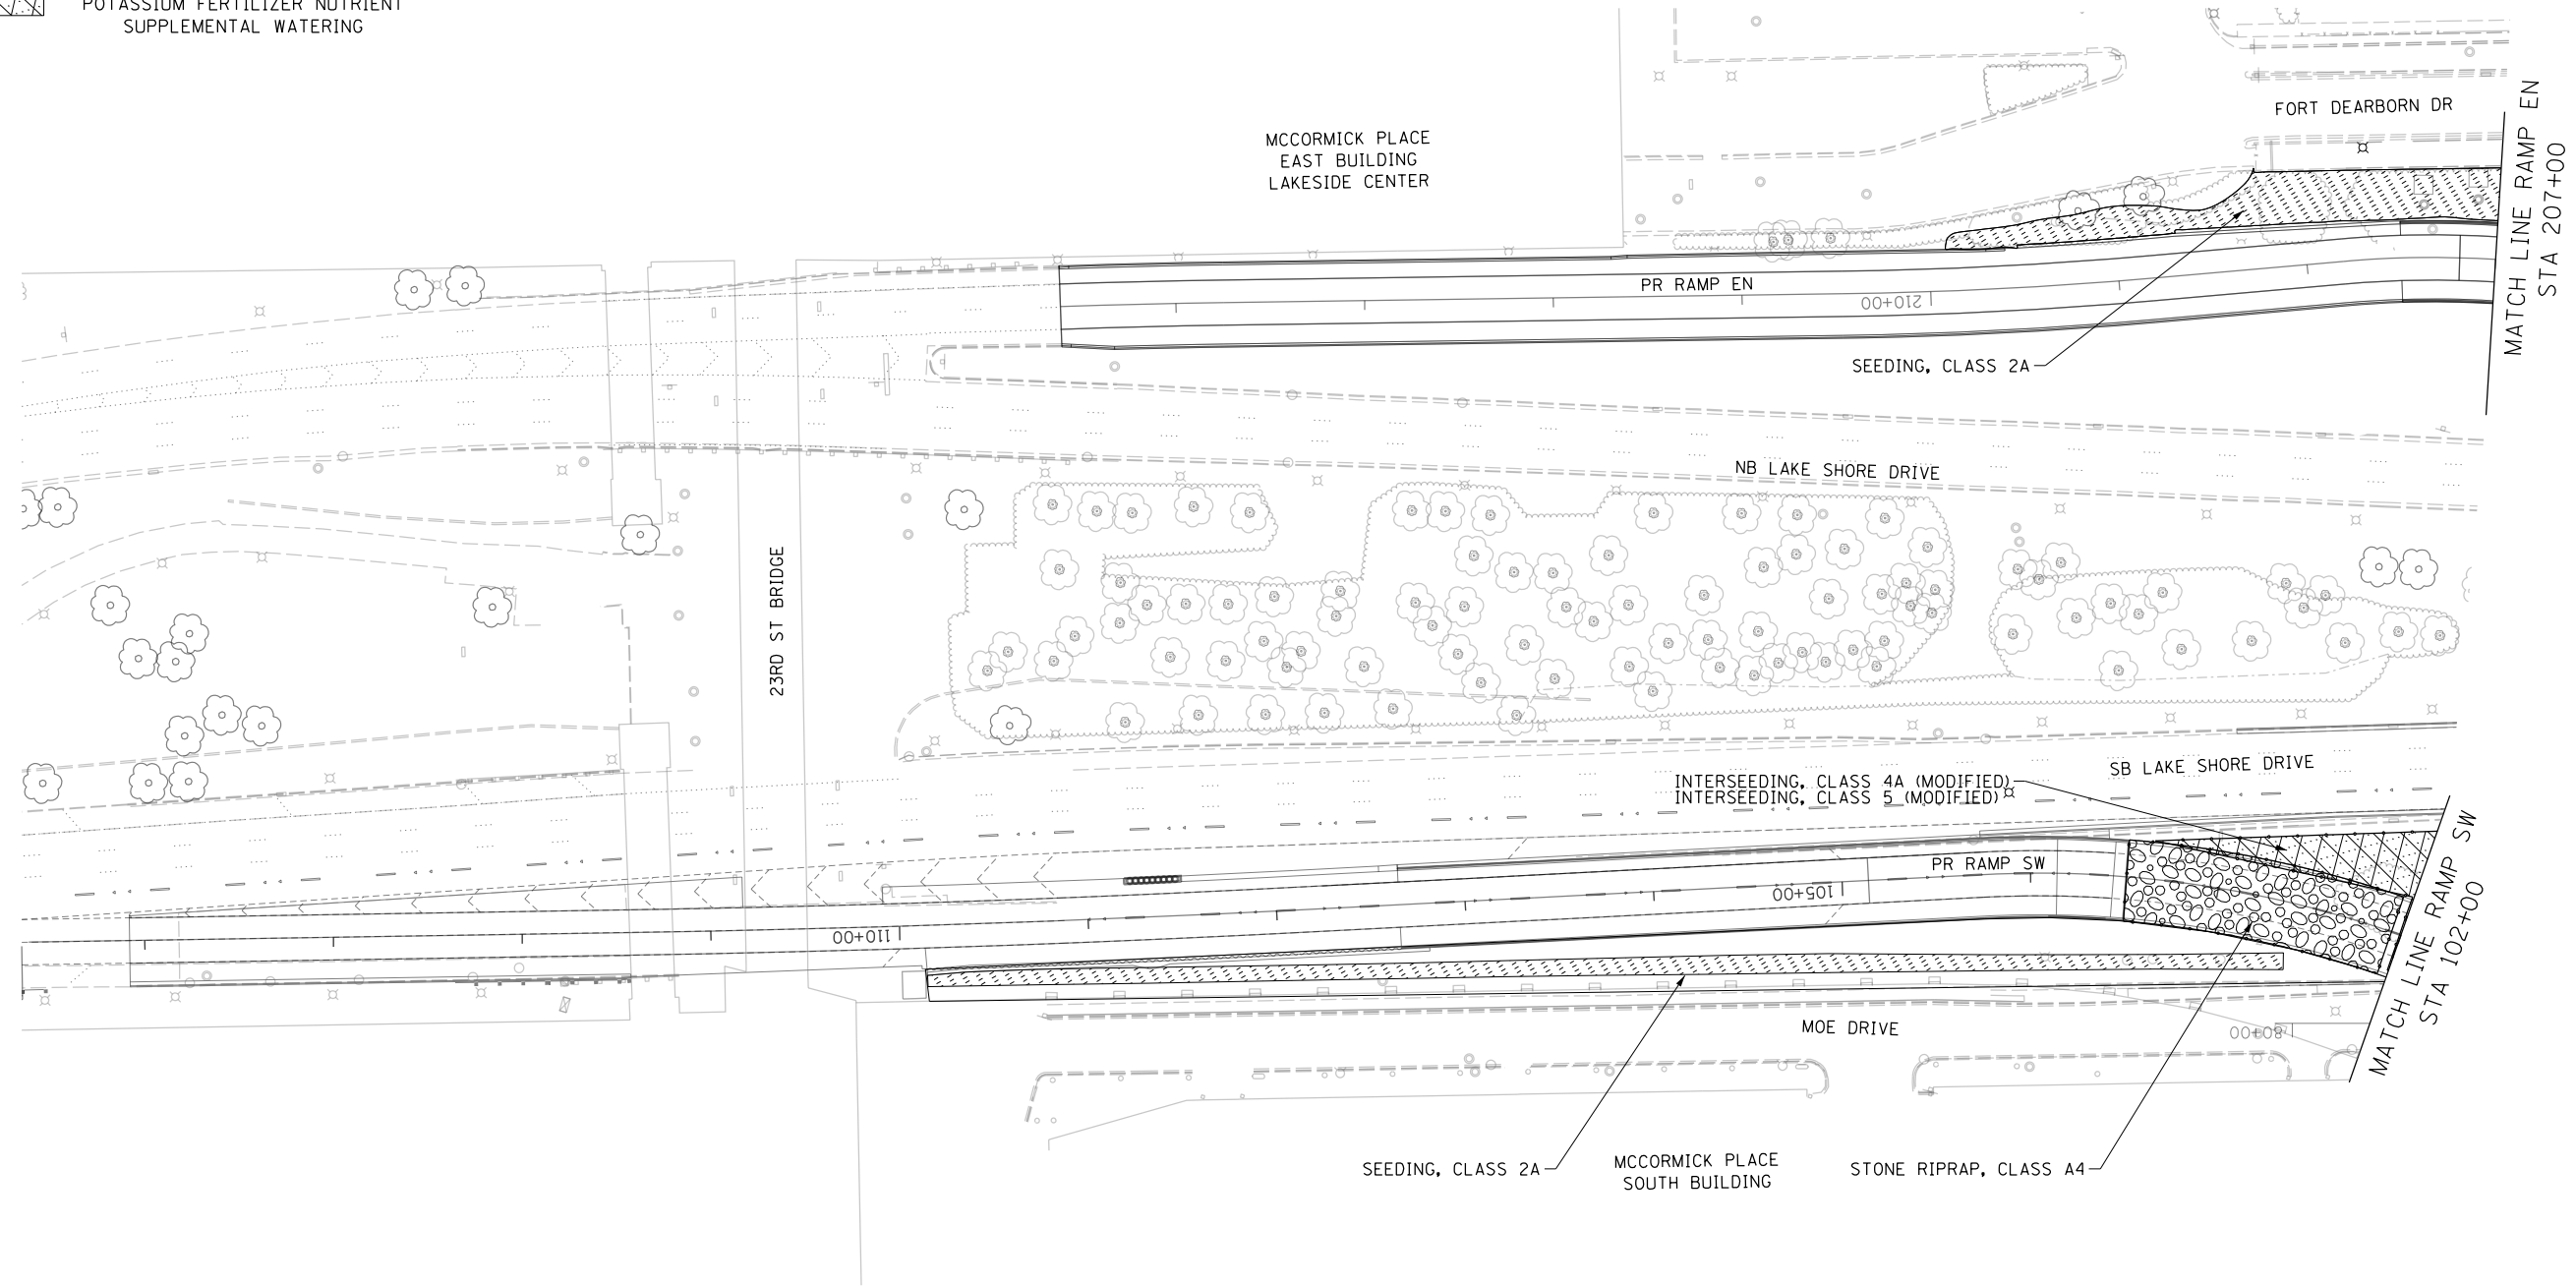 POTASSIUM FERTILIZER NUTRIENT
SUPPLEMENTAL WATERING
MCCORMICK PLACE
EAST BUILDING
LAKESIDE CENTER
FORT DEARBORN DR
MATCH LINE RAMP EN
STA 207+00
PR RAMP EN
210+00
SEEDING, CLASS 2A
NB LAKE SHORE DRIVE
23RD ST BRIDGE
SB LAKE SHORE DRIVE
INTERSEEDING, CLASS 4A (MODIFIED)
INTERSEEDING, CLASS 5 (MODIFIED)
PR RAMP SW
105+00
110+00
MATCH LINE RAMP SW
STA 102+00
MOE DRIVE
80+00
SEEDING, CLASS 2A
MCCORMICK PLACE
SOUTH BUILDING
STONE RIPRAP, CLASS A4